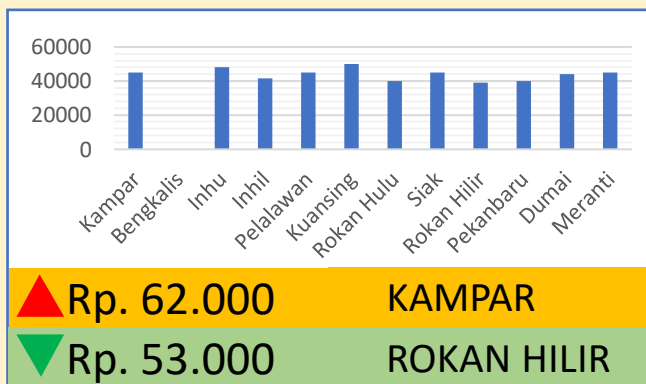 60000
40000
20000
0
Kampar
Bengkalis
Inhu
Inhil
Pelalawan
Kuansing
Rokan Hulu
Siak
Rokan Hilir
Pekanbaru
Dumai
Meranti
Rp. 62.000 KAMPAR
Rp. 53.000 ROKAN HILIR